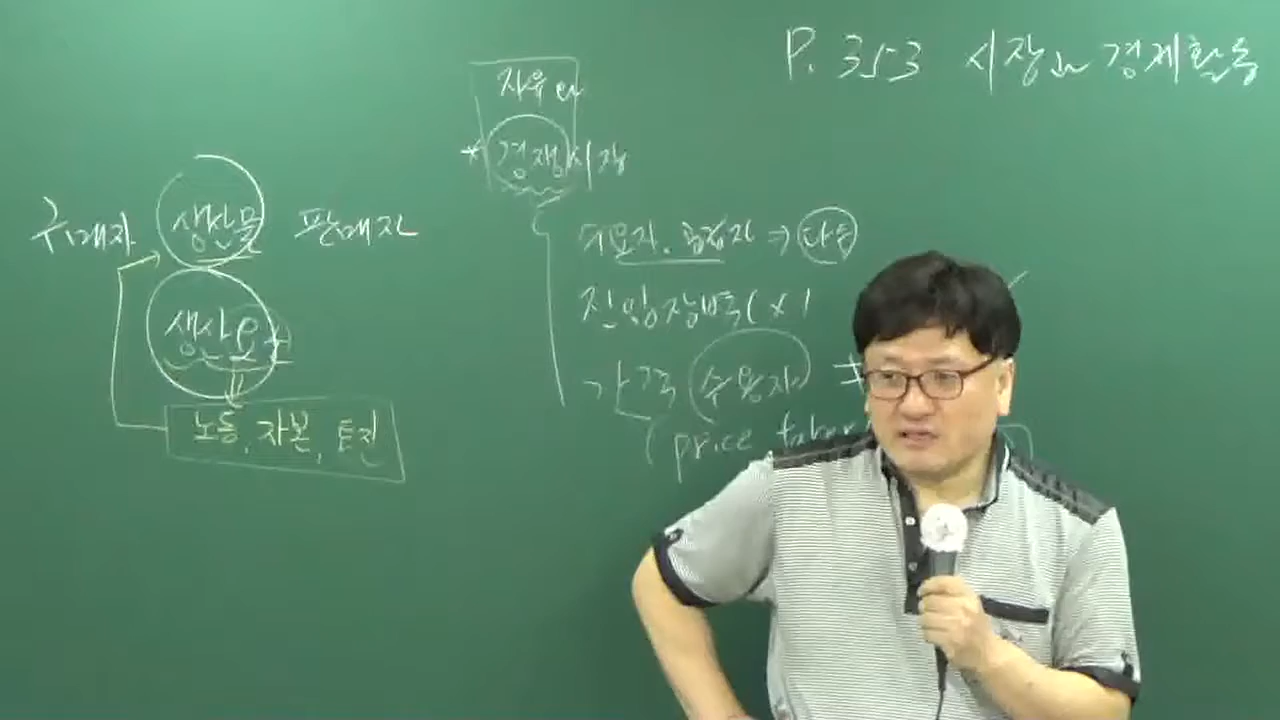 P. 353 시장과 경제활동
자유
*경쟁시장
구매자 생산물 판매자
생산요소
노동, 자본, 토지
수요자. 공급자 ⇒ 다수
진입장벽(×)
가격 수용자 ≠
(price taker